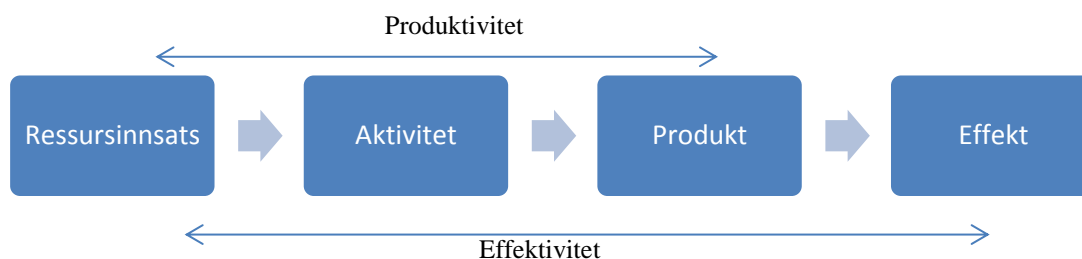 Produktivitet
Ressursinnsats
Aktivitet
Produkt
Effekt
Effektivitet